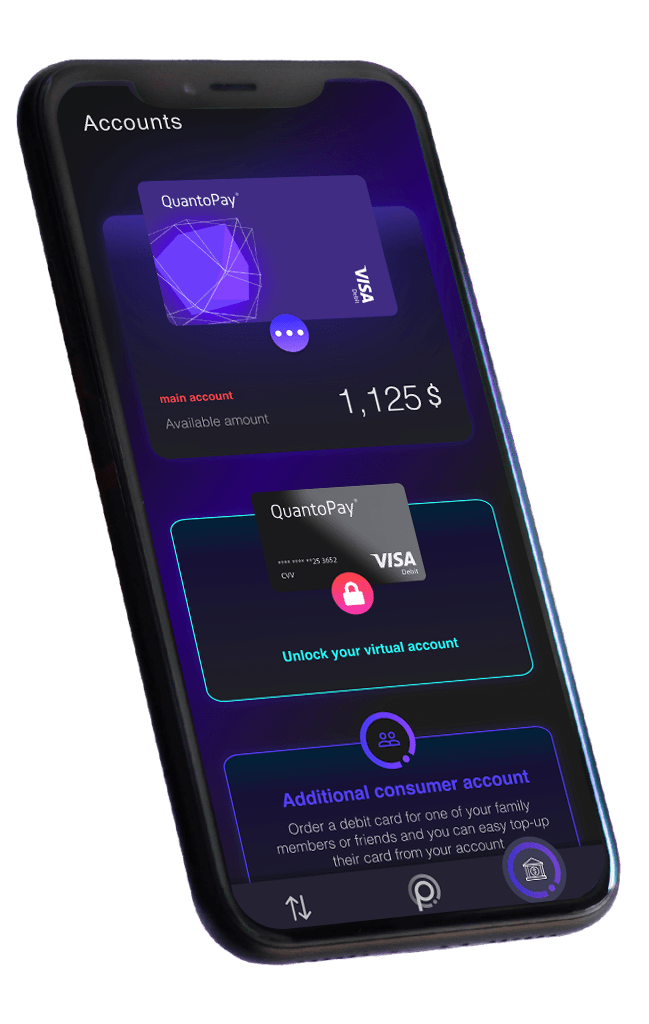 Accounts
QuantoPay®
VISA
Debit
main account
1,125 $
Available amount
QuantoPay®
**** **** **25 3652
CVV
VISA
Debit
Unlock your virtual account
Additional consumer account
Order a debit card for one of your family
members or friends and you can easy top-up
their card from your account